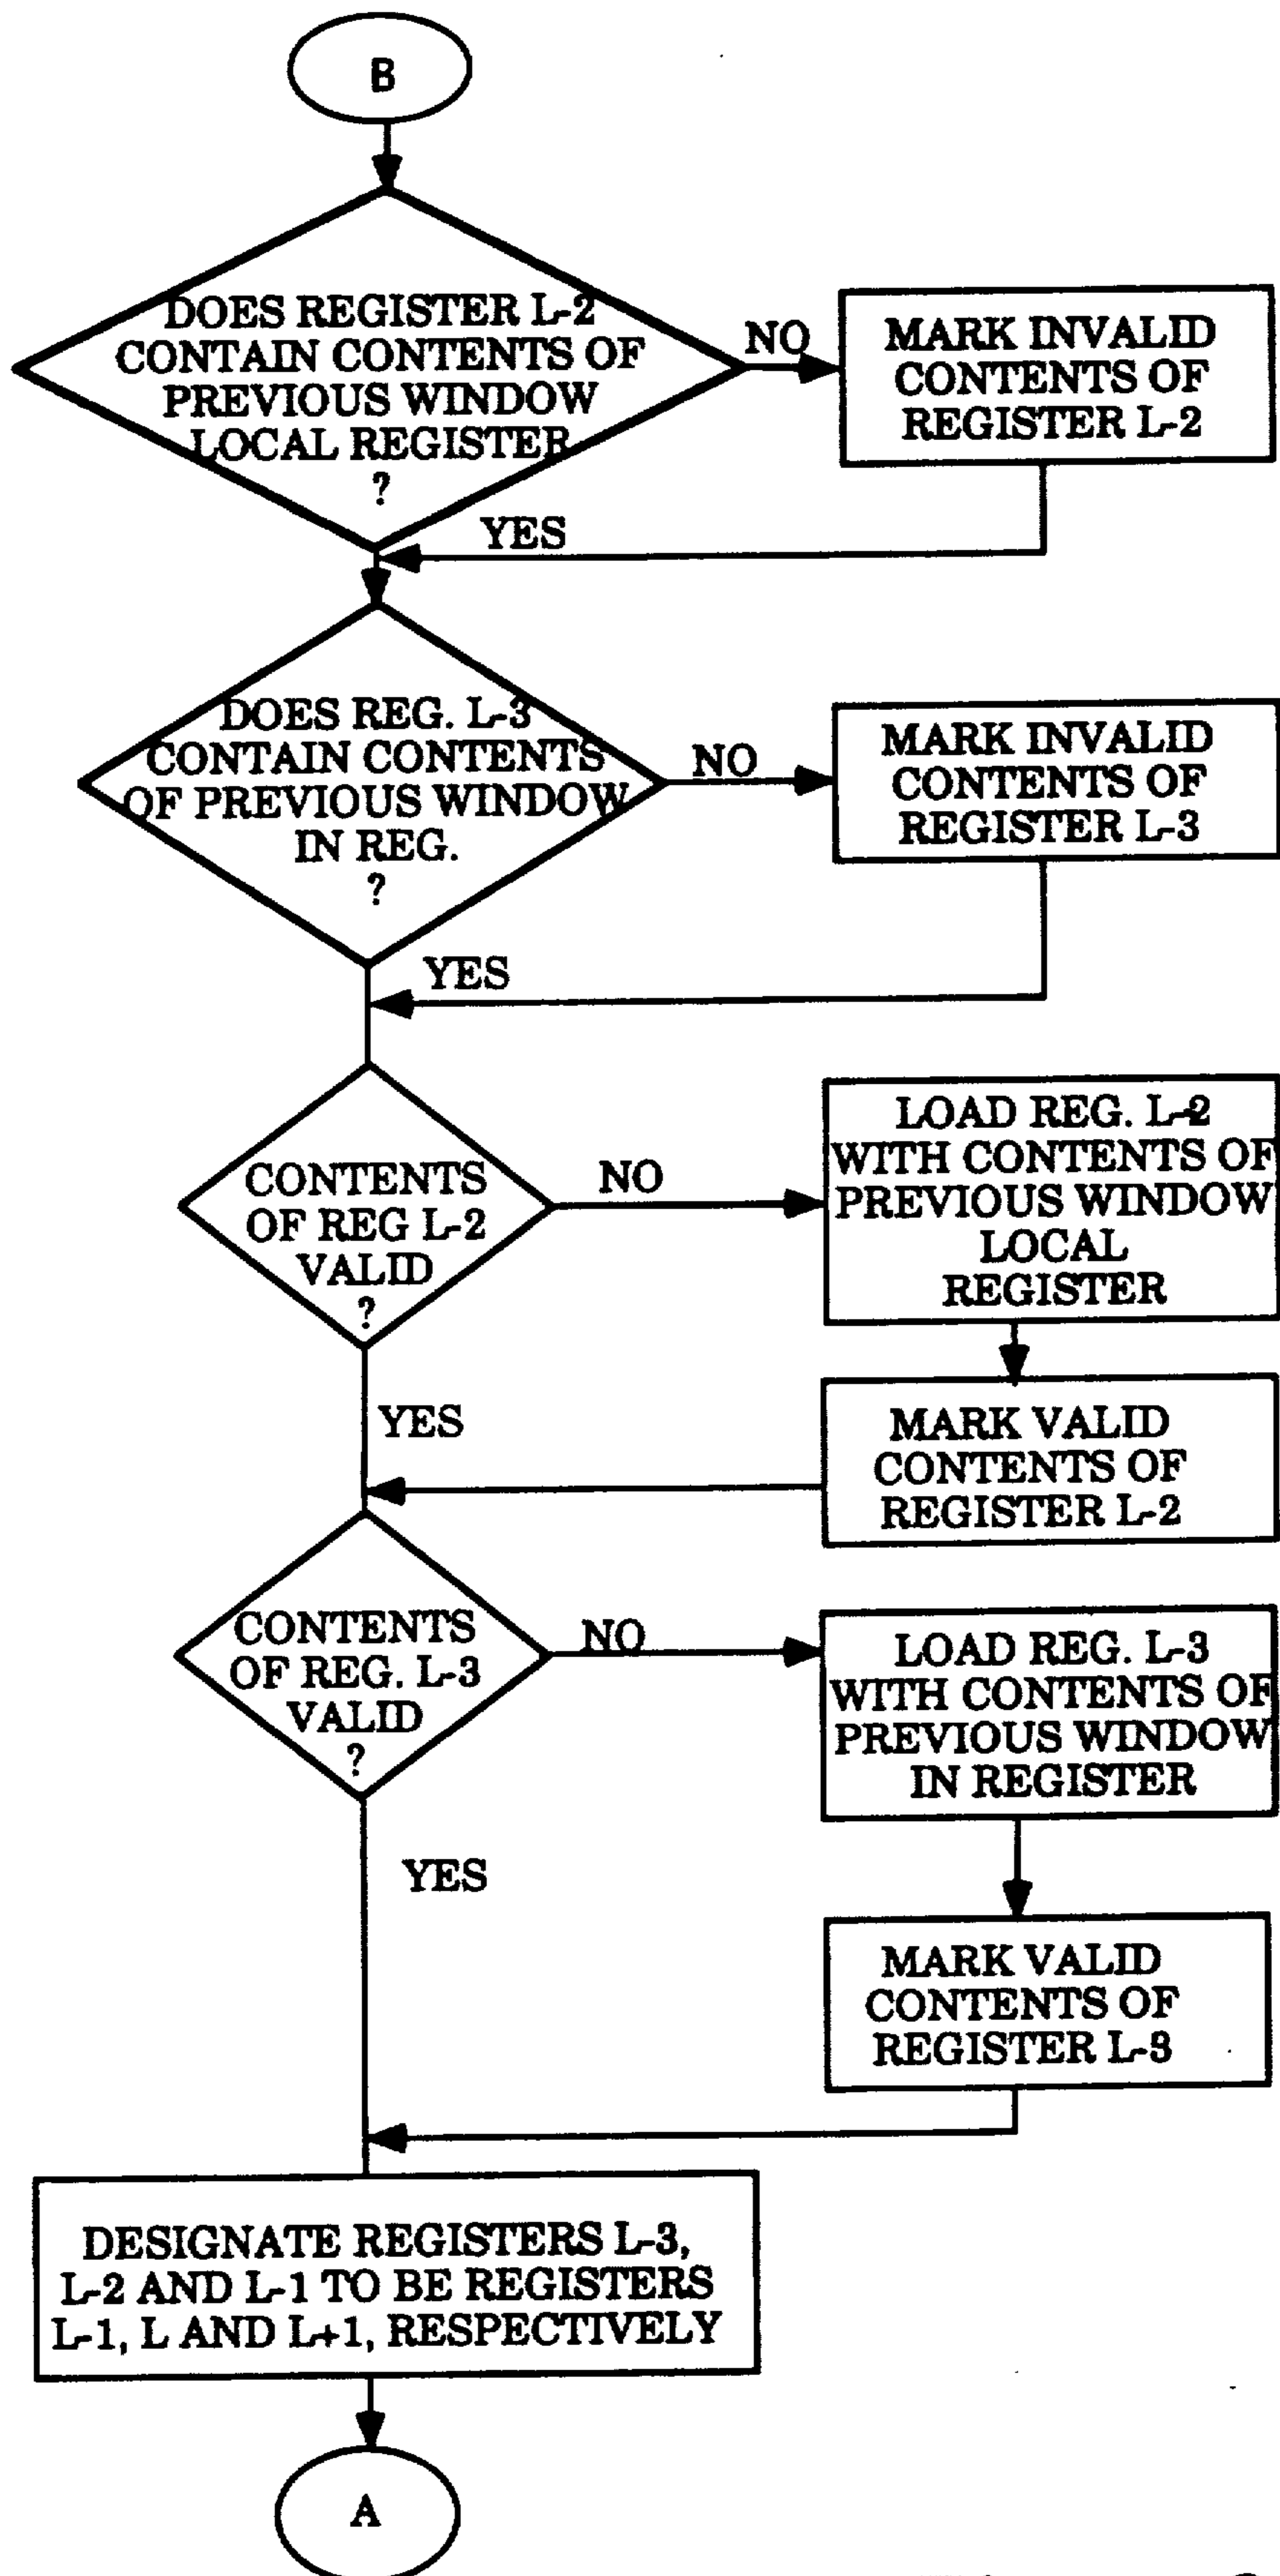 B
DOES REGISTER L-2
CONTAIN CONTENTS OF
PREVIOUS WINDOW
LOCAL REGISTER
?
NO
MARK INVALID
CONTENTS OF
REGISTER L-2
YES
DOES REG. L-3
CONTAIN CONTENTS
OF PREVIOUS WINDOW
IN REG.
?
NO
MARK INVALID
CONTENTS OF
REGISTER L-3
YES
CONTENTS
OF REG L-2
VALID
?
NO
LOAD REG. L-2
WITH CONTENTS OF
PREVIOUS WINDOW
LOCAL
REGISTER
YES
MARK VALID
CONTENTS OF
REGISTER L-2
CONTENTS
OF REG. L-3
VALID
?
NO
LOAD REG. L-3
WITH CONTENTS OF
PREVIOUS WINDOW
IN REGISTER
YES
MARK VALID
CONTENTS OF
REGISTER L-3
DESIGNATE REGISTERS L-3,
L-2 AND L-1 TO BE REGISTERS
L-1, L AND L+1, RESPECTIVELY
A